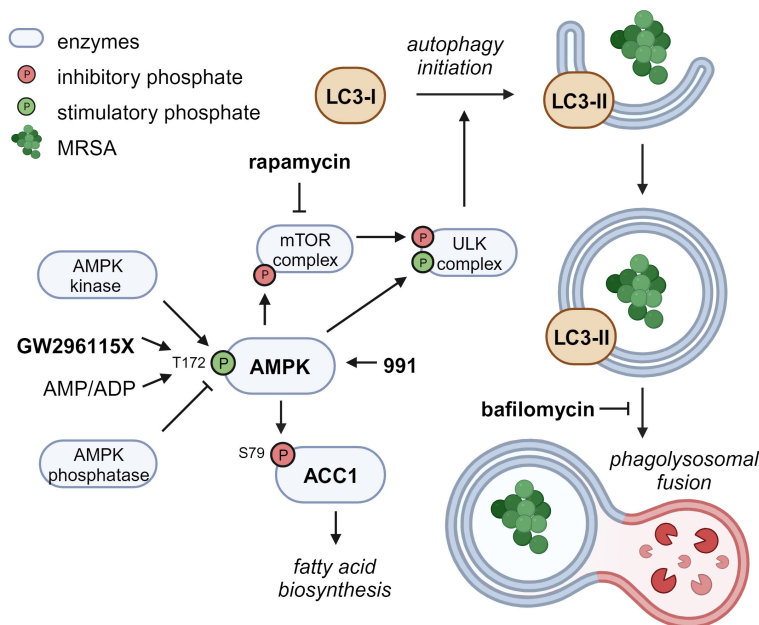 enzymes
P
inhibitory phosphate
P
stimulatory phosphate
MRSA
autophagy
initiation
LC3-I
LC3-II
rapamycin
mTOR
complex
P
P
P
ULK
complex
AMPK
kinase
GW296115X
AMP/ADP
T172
P
AMPK
991
AMPK
phosphatase
S79
P
ACC1
fatty acid
biosynthesis
LC3-II
bafilomycin
phagolysosomal
fusion